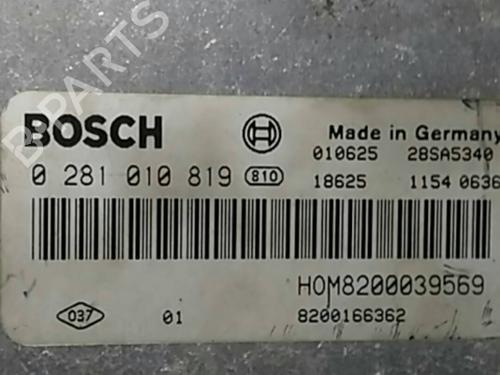 B-PARTS
BOSCH
Made in Germany
010625 28SA5340
0 281 010 819 810
18625 1154 0636
HOM8200039569
037 01 8200166362